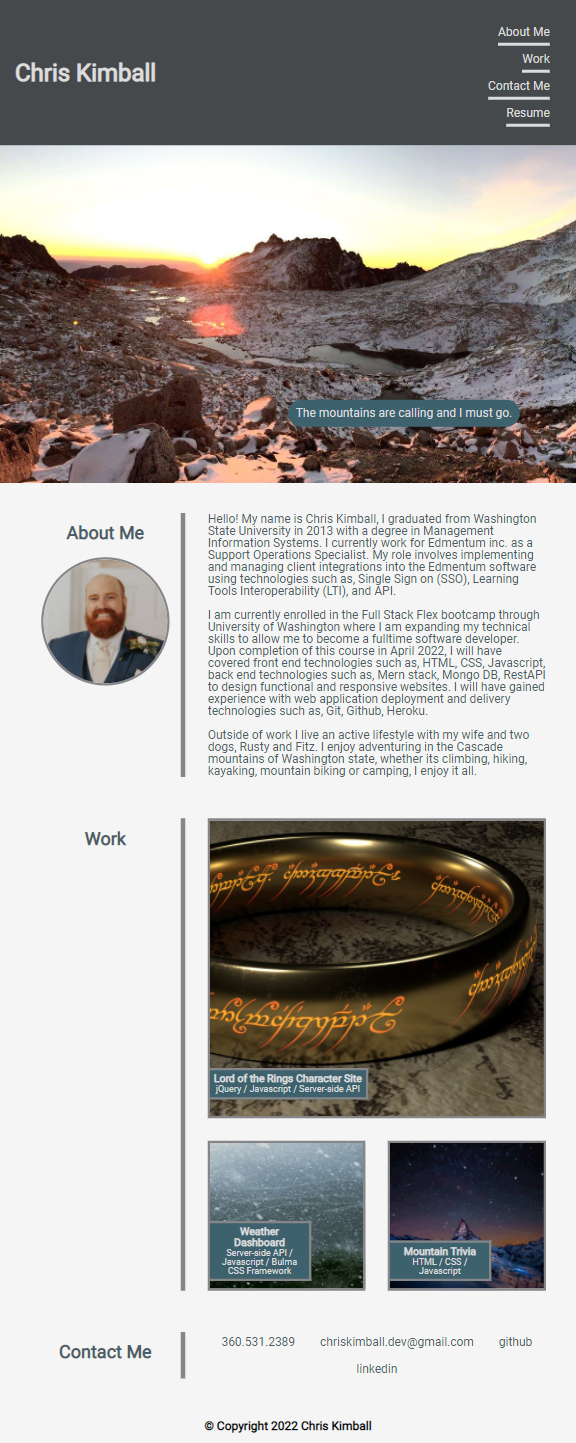 Chris Kimball
About Me
Work
Contact Me
Resume
The mountains are calling and I must go.
About Me
Hello! My name is Chris Kimball, I graduated from Washington
State University in 2013 with a degree in Management
Information Systems. I currently work for Edmentum inc. as a
Support Operations Specialist. My role involves implementing
and managing client integrations into the Edmentum software
using technologies such as, Single Sign on (SSO), Learning
Tools Interoperability (LTI), and API.
I am currently enrolled in the Full Stack Flex bootcamp through
University of Washington where I am expanding my technical
skills to allow me to become a fulltime software developer.
Upon completion of this course in April 2022, I will have
covered front end technologies such as, HTML, CSS, Javascript,
back end technologies such as, Mern stack, Mongo DB, RestAPI
to design functional and responsive websites. I will have gained
experience with web application deployment and delivery
technologies such as, Git, Github, Heroku.
Outside of work I live an active lifestyle with my wife and two
dogs, Rusty and Fitz. I enjoy adventuring in the Cascade
mountains of Washington state, whether its climbing, hiking,
kayaking, mountain biking or camping, I enjoy it all.
Work
Lord of the Rings Character Site
jQuery / Javascript / Server-side API
Weather
Dashboard
Server-side API /
Javascript / Bulma
CSS Framework
Mountain Trivia
HTML / CSS /
Javascript
Contact Me
360.531.2389 chriskimball.dev@gmail.com github
linkedin
© Copyright 2022 Chris Kimball